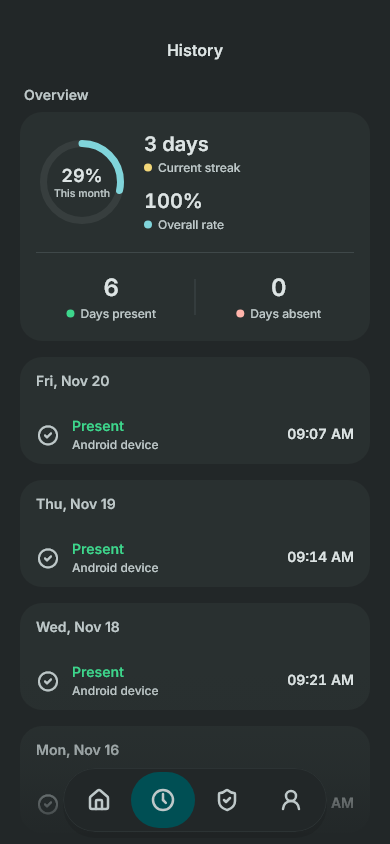 History
Overview
29%
This month
3 days
Current streak
100%
Overall rate
6
Days present
0
Days absent
Fri, Nov 20
Present
Android device
09:07 AM
Thu, Nov 19
Present
Android device
09:14 AM
Wed, Nov 18
Present
Android device
09:21 AM
Mon, Nov 16
AM